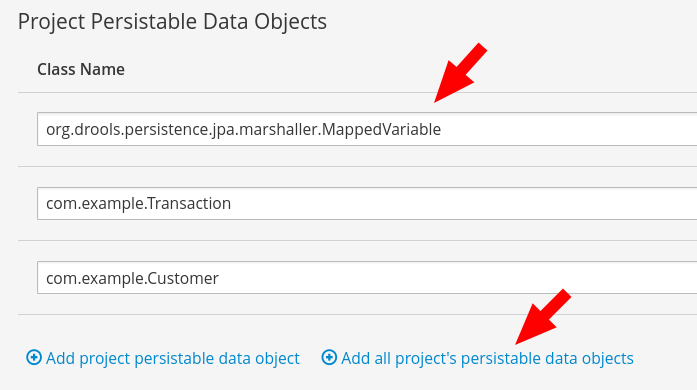 Project Persistable Data Objects
Class Name
org.drools.persistence.jpa.marshaller.MappedVariable
com.example.Transaction
com.example.Customer
Add project persistable data object Add all project's persistable data objects